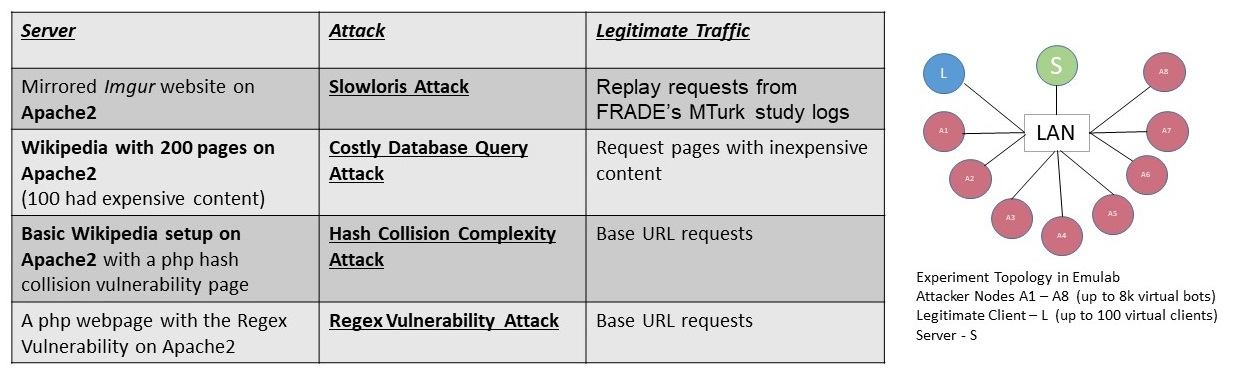 Server
Attack
Legitimate Traffic
Mirrored Imgur website on
Apache2
Slowloris Attack
Replay requests from
FRADE's MTurk study logs
Wikipedia with 200 pages on
Apache2
(100 had expensive content)
Costly Database Query
Attack
Request pages with inexpensive
content
Basic Wikipedia setup on
Apache2 with a php hash
collision vulnerability page
Hash Collision Complexity
Attack
Base URL requests
A php webpage with the Regex
Vulnerability on Apache2
Regex Vulnerability Attack
Base URL requests
L
S
A8
A1
LAN
A7
A2
A6
A3
A5
A4
Experiment Topology in Emulab
Attacker Nodes A1 – A8 (up to 8k virtual bots)
Legitimate Client – L (up to 100 virtual clients)
Server - S